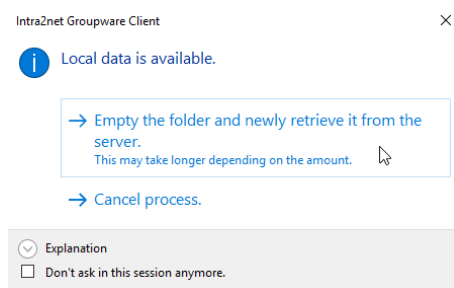 Intra2net Groupware Client
Local data is available.
Empty the folder and newly retrieve it from the
server.
This may take longer depending on the amount.
Cancel process.
Explanation
Don't ask in this session anymore.